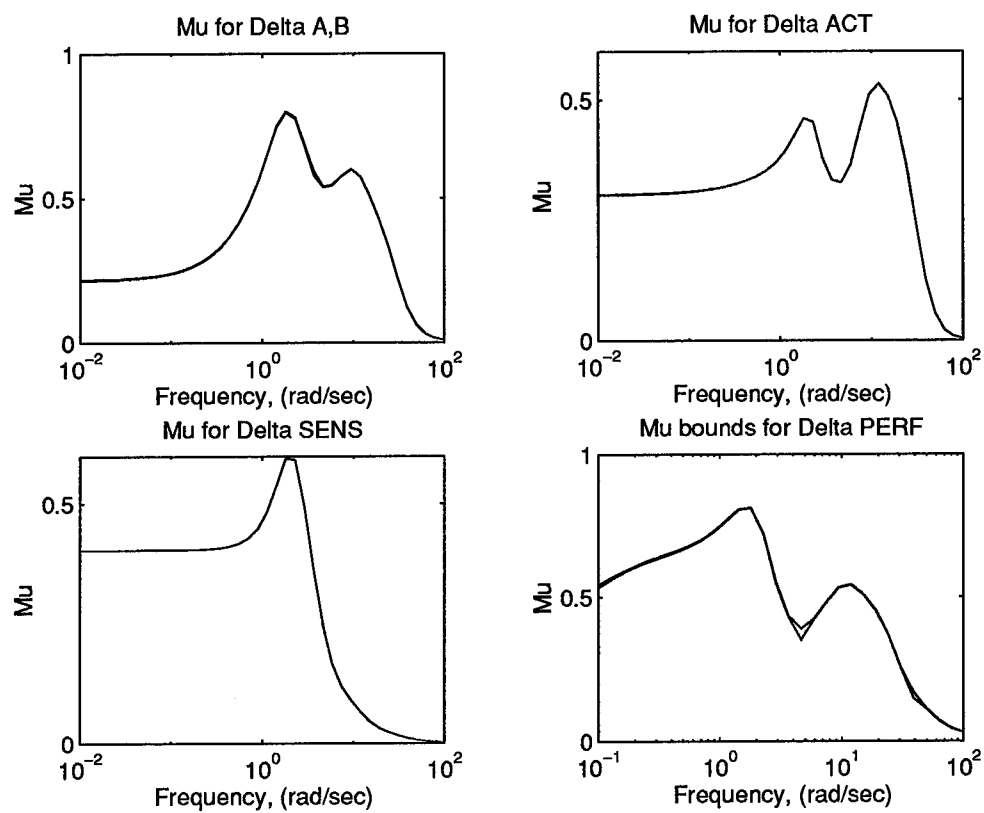 Mu for Delta A,B
1
0.5
0
Mu
10^-2
10^0
10^2
Frequency, (rad/sec)
Mu for Delta ACT
0.5
0
Mu
10^-2
10^0
10^2
Frequency, (rad/sec)
Mu for Delta SENS
0.5
0
Mu
10^-2
10^0
10^2
Frequency, (rad/sec)
Mu bounds for Delta PERF
1
0.5
0
Mu
10^-1
10^0
10^1
10^2
Frequency, (rad/sec)